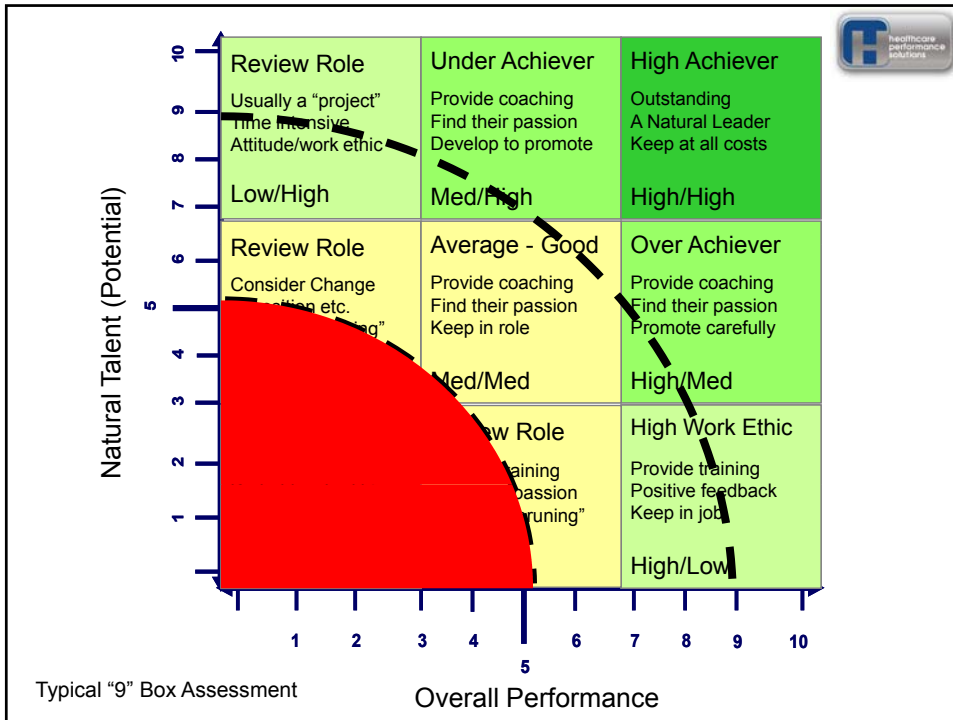 healthcare
performance
solutions
Natural Talent (Potential)
10
9
8
7
6
5
4
3
2
1
Review Role
Usually a “project”
Time intensive
Attitude/work ethic
Low/High
Under Achiever
Provide coaching
Find their passion
Develop to promote
Med/High
High Achiever
Outstanding
A Natural Leader
Keep at all costs
High/High
Review Role
Consider Change
etc.
Average - Good
Provide coaching
Find their passion
Keep in role
Med/Med
Over Achiever
Provide coaching
Find their passion
Promote carefully
High/Med
Role
passion
High Work Ethic
Provide training
Positive feedback
Keep in job
High/Low
1
2
3
4
5
6
7
8
9
10
Typical “9” Box Assessment
Overall Performance